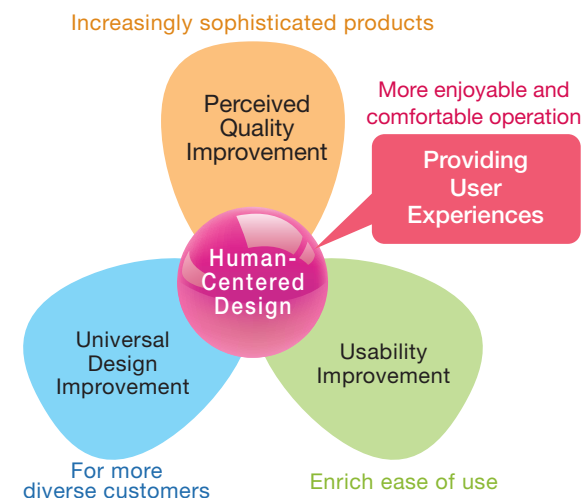 Increasingly sophisticated products
Perceived
Quality
Improvement
More enjoyable and
comfortable operation
Providing
User
Experiences
Human-
Centered
Design
Universal
Design
Improvement
Usability
Improvement
For more
diverse customers
Enrich ease of use